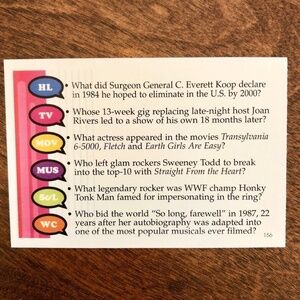 HL • What did Surgeon General C. Everett Koop declare
in 1984 he hoped to eliminate in the U.S. by 2000?
TV • Whose 13-week gig replacing late-night host Joan
Rivers led to a show of his own 18 months later?
MOV • What actress appeared in the movies Transylvania
6-5000, Fletch and Earth Girls Are Easy?
MUS • Who left glam rockers Sweeney Todd to break
into the top-10 with Straight From the Heart?
S&L • What legendary rocker was WWF champ Honky
Tonk Man famed for impersonating in the ring?
WC • Who bid the world “So long, farewell” in 1987, 22
years after her autobiography was adapted into
one of the most popular musicals ever filmed?
156